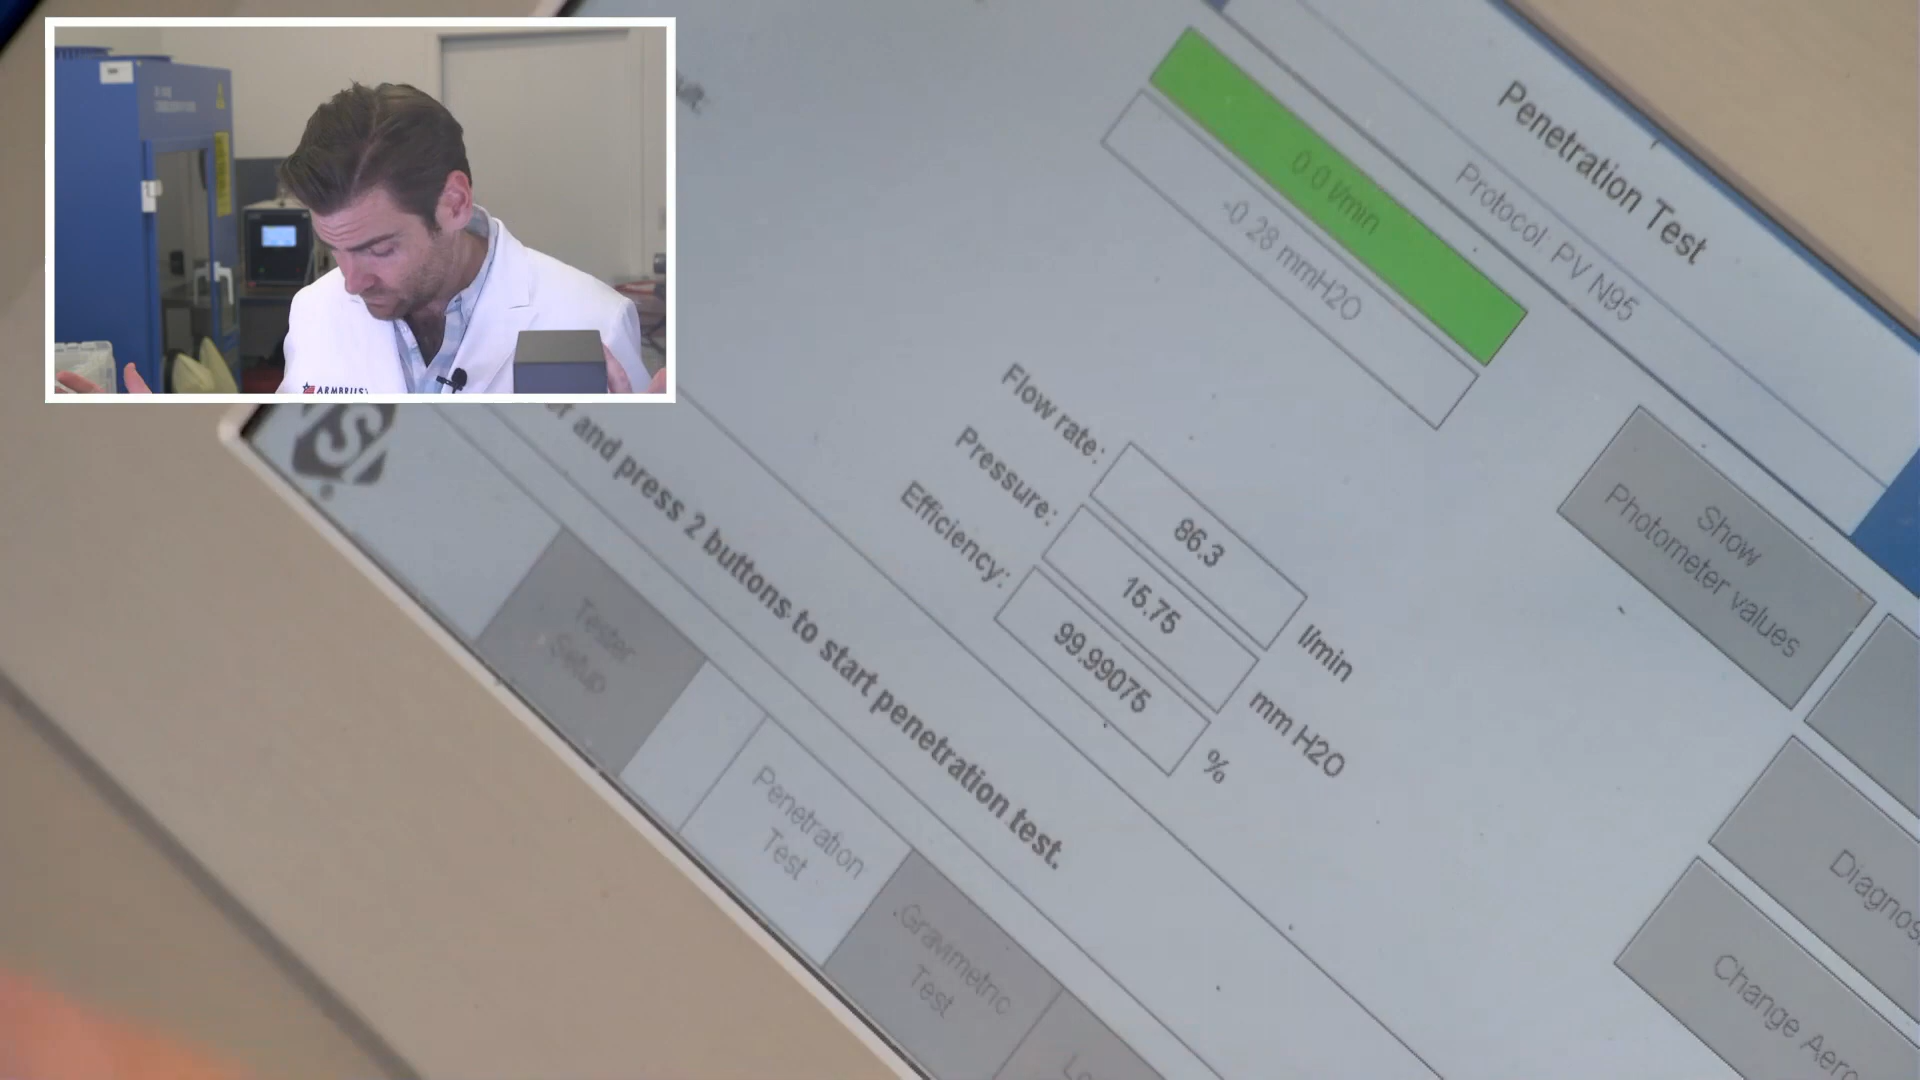 Penetration Test
Protocol: PV N95
0.0 l/min
-0.28 mmH2O
Flow rate: 86.3 l/min
Pressure: 15.75 mm H2O
Efficiency: 99.99075 %
and press 2 buttons to start penetration test.
Show
Photometer values
Tester
Setup
Penetration
Test
Gravimetric
Test
Change